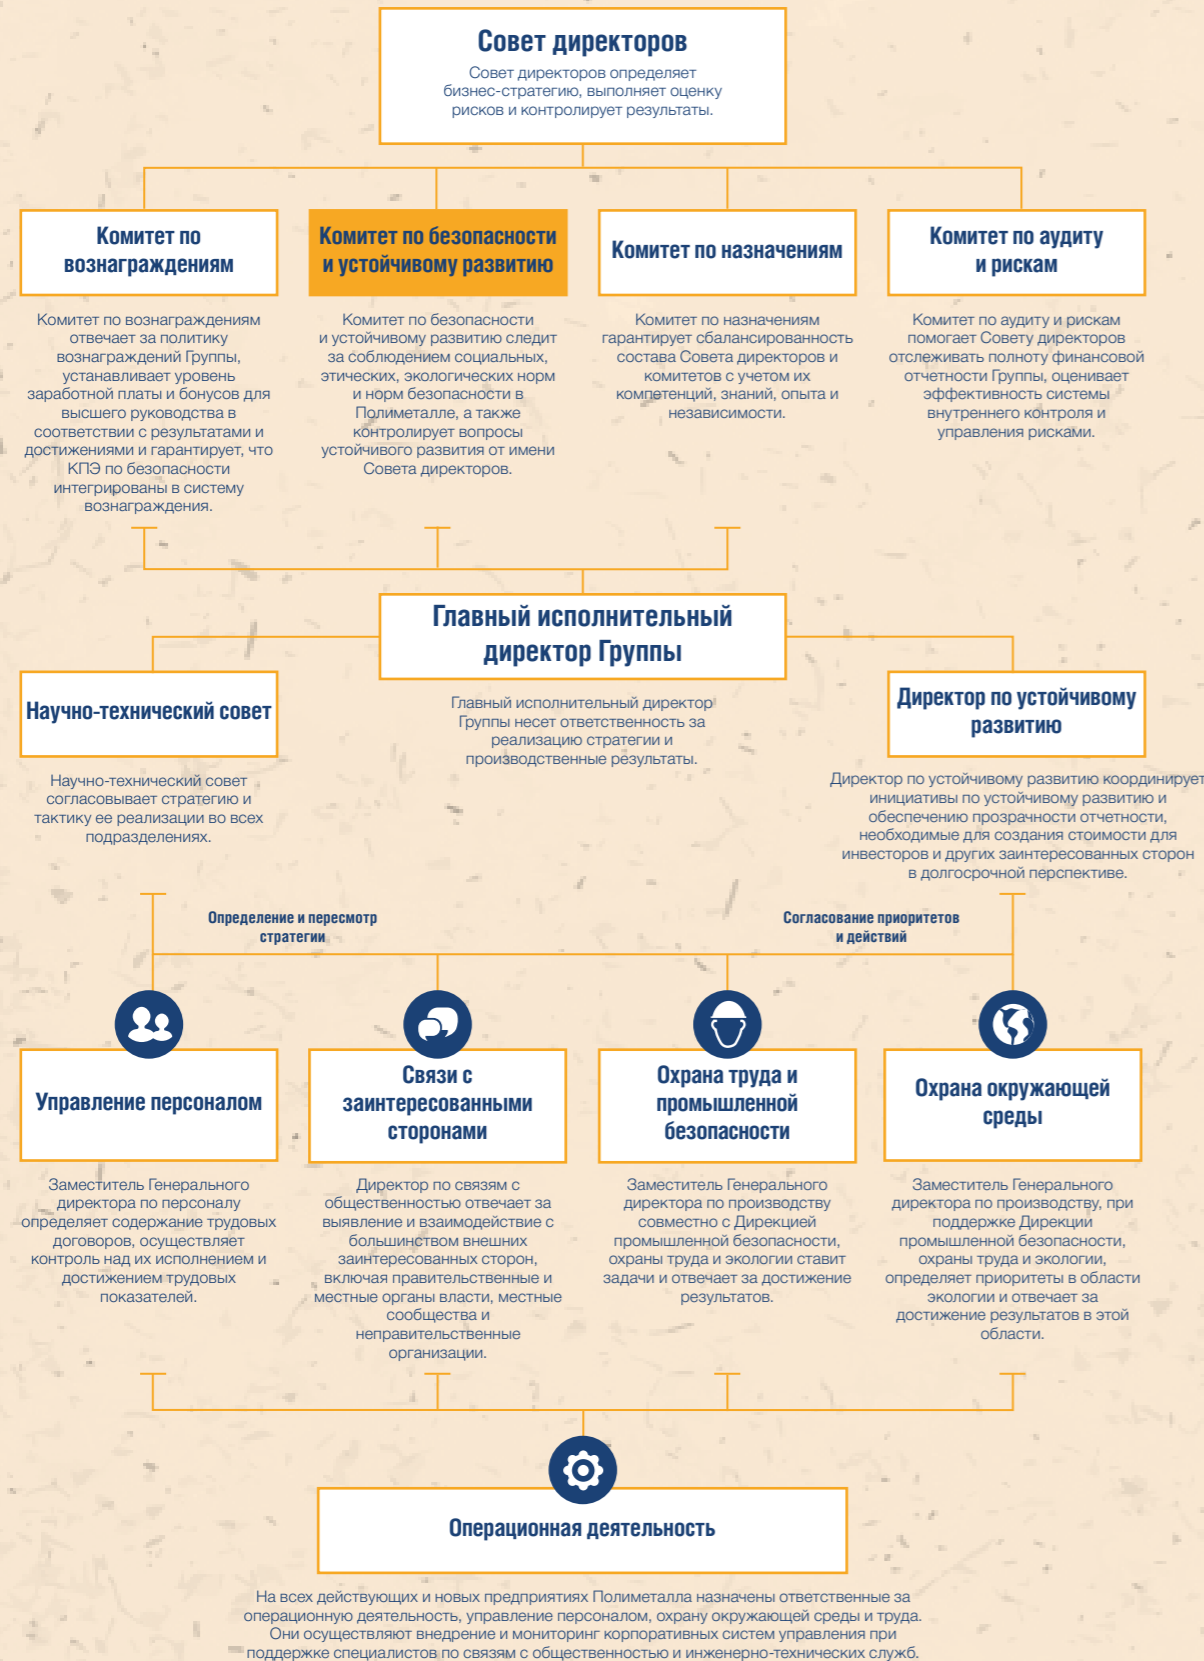 Совет директоров
Совет директоров определяет
бизнес-стратегию, выполняет оценку
рисков и контролирует результаты.
Комитет по
вознаграждениям
Комитет по вознаграждениям
отвечает за политику
вознаграждений Группы,
устанавливает уровень
заработной платы и бонусов для
высшего руководства в
соответствии с результатами и
достижениями и гарантирует, что
КПЭ по безопасности
интегрированы в систему
вознаграждения.
Комитет по безопасности
и устойчивому развитию
Комитет по безопасности
и устойчивому развитию следит
за соблюдением социальных,
этических, экологических норм
и норм безопасности в
Полиметалле, а также
контролирует вопросы
устойчивого развития от имени
Совета директоров.
Комитет по назначениям
Комитет по назначениям
гарантирует сбалансированность
состава Совета директоров и
комитетов с учетом их
компетенций, знаний, опыта и
независимости.
Комитет по аудиту
и рискам
Комитет по аудиту и рискам
помогает Совету директоров
отслеживать полноту финансовой
отчетности Группы, оценивает
эффективность системы
внутреннего контроля и
управления рисками.
Главный исполнительный
директор Группы
Главный исполнительный директор
Группы несет ответственность за
реализацию стратегии и
производственные результаты.
Научно-технический совет
Научно-технический совет
согласовывает стратегию и
тактику ее реализации во всех
подразделениях.
Директор по устойчивому
развитию
Директор по устойчивому развитию координирует
инициативы по устойчивому развитию и
обеспечению прозрачности отчетности,
необходимые для создания стоимости для
инвесторов и других заинтересованных сторон
в долгосрочной перспективе.
Определение и пересмотр
стратегии
Согласование приоритетов
и действий
Управление персоналом
Заместитель Генерального
директора по персоналу
определяет содержание трудовых
договоров, осуществляет
контроль над их исполнением и
достижением трудовых
показателей.
Связи с
заинтересованными
сторонами
Директор по связям с
общественностью отвечает за
выявление и взаимодействие с
большинством внешних
заинтересованных сторон,
включая правительственные и
местные органы власти, местные
сообщества и
неправительственные
организации.
Охрана труда и
промышленной
безопасности
Заместитель Генерального
директора по производству
совместно с Дирекцией
промышленной безопасности,
охраны труда и экологии ставит
задачи и отвечает за достижение
результатов.
Охрана окружающей
среды
Заместитель Генерального
директора по производству, при
поддержке Дирекции
промышленной безопасности,
охраны труда и экологии,
определяет приоритеты в области
экологии и отвечает за
достижение результатов в этой
области.
Операционная деятельность
На всех действующих и новых предприятиях Полиметалла назначены ответственные за
операционную деятельность, управление персоналом, охрану окружающей среды и труда.
Они осуществляют внедрение и мониторинг корпоративных систем управления при
поддержке специалистов по связям с общественностью и инженерно-технических служб.